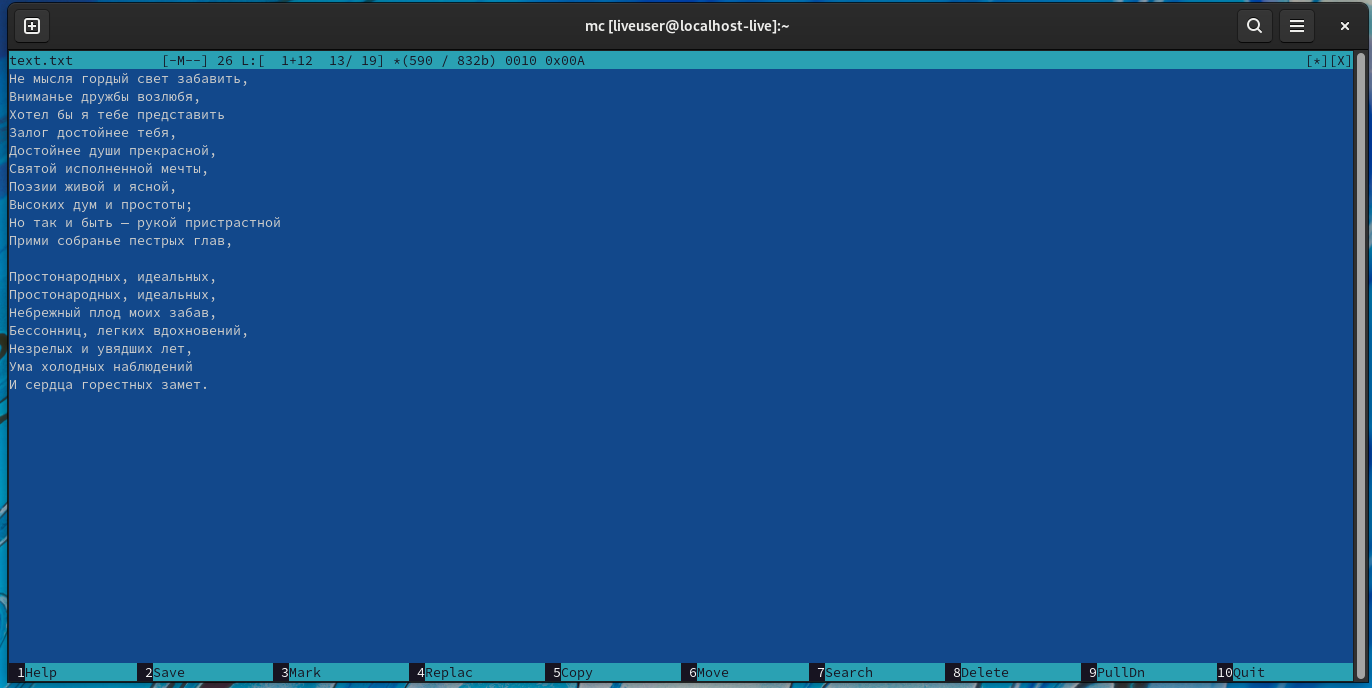 mc [liveuser@localhost-live]:~
text.txt [-M--] 26 L:[ 1+12 13/ 19] *(590 / 832b) 0010 0x00A [*][X]
Не мысля гордый свет забавить,
Вниманье дружбы возлюбя,
Хотел бы я тебе представить
Залог достойнее тебя,
Достойнее души прекрасной,
Святой исполненной мечты,
Поэзии живой и ясной,
Высоких дум и простоты;
Но так и быть — рукой пристрастной
Прими собранье пестрых глав,
Простонародных, идеальных,
Простонародных, идеальных,
Небрежный плод моих забав,
Бессонниц, легких вдохновений,
Незрелых и увядших лет,
Ума холодных наблюдений
И сердца горестных замет.
1Help 2Save 3Mark 4Replac 5Copy 6Move 7Search 8Delete 9PullDn 10Quit